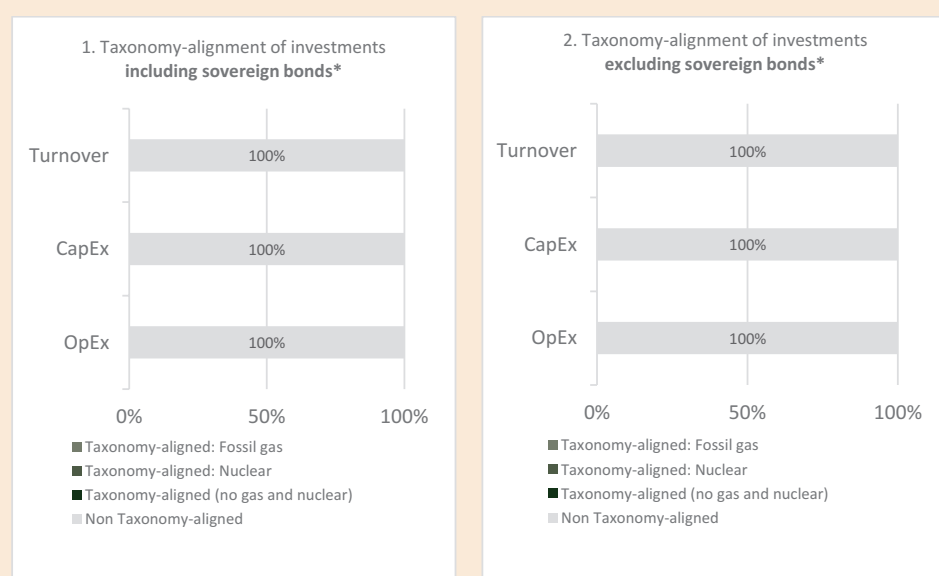 1. Taxonomy-alignment of investments
including sovereign bonds*
Turnover
100%
CapEx
100%
OpEx
100%
0%
50%
100%
Taxonomy-aligned: Fossil gas
Taxonomy-aligned: Nuclear
Taxonomy-aligned (no gas and nuclear)
Non Taxonomy-aligned
2. Taxonomy-alignment of investments
excluding sovereign bonds*
Turnover
100%
CapEx
100%
OpEx
100%
0%
50%
100%
Taxonomy-aligned: Fossil gas
Taxonomy-aligned: Nuclear
Taxonomy-aligned (no gas and nuclear)
Non Taxonomy-aligned